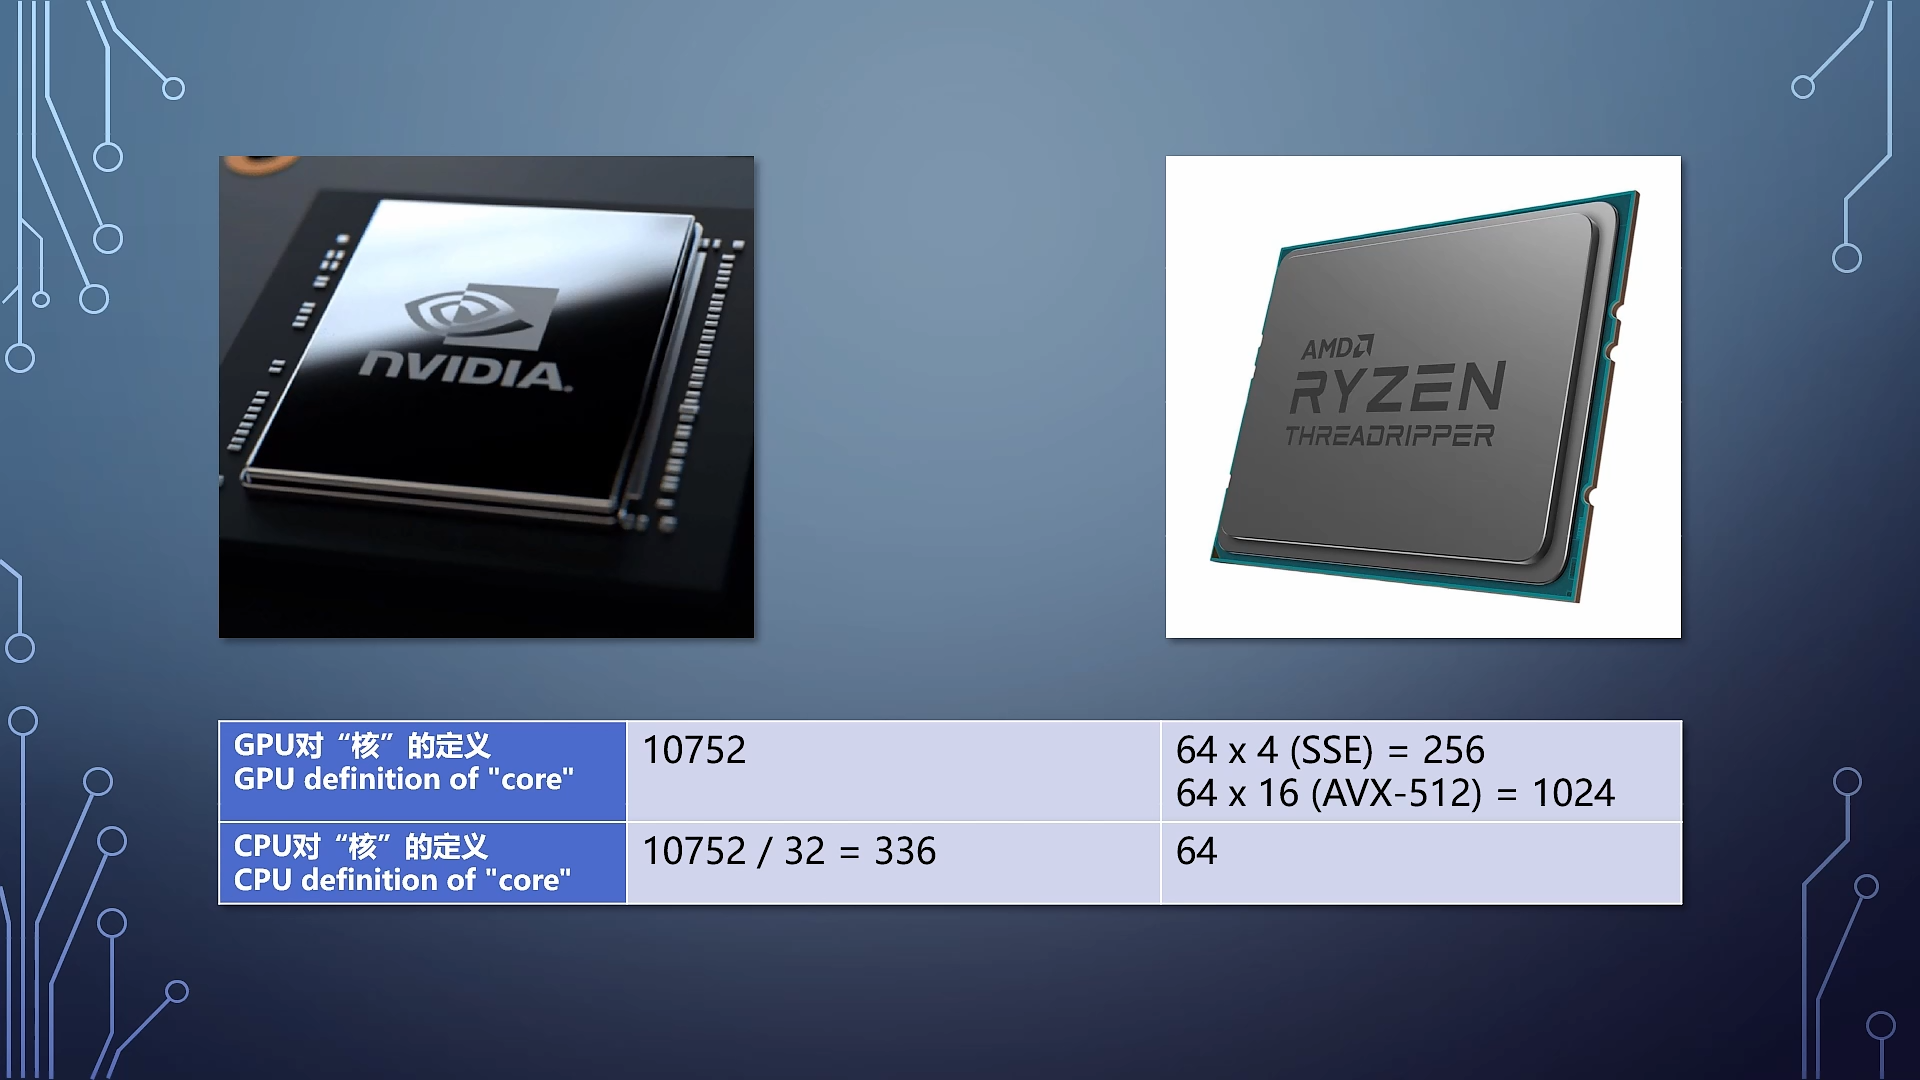 NVIDIA.
AMD
RYZEN
THREADRIPPER
GPU对“核”的定义
GPU definition of "core"
10752
64 x 4 (SSE) = 256
64 x 16 (AVX-512) = 1024
CPU对“核”的定义
CPU definition of "core"
10752 / 32 = 336
64